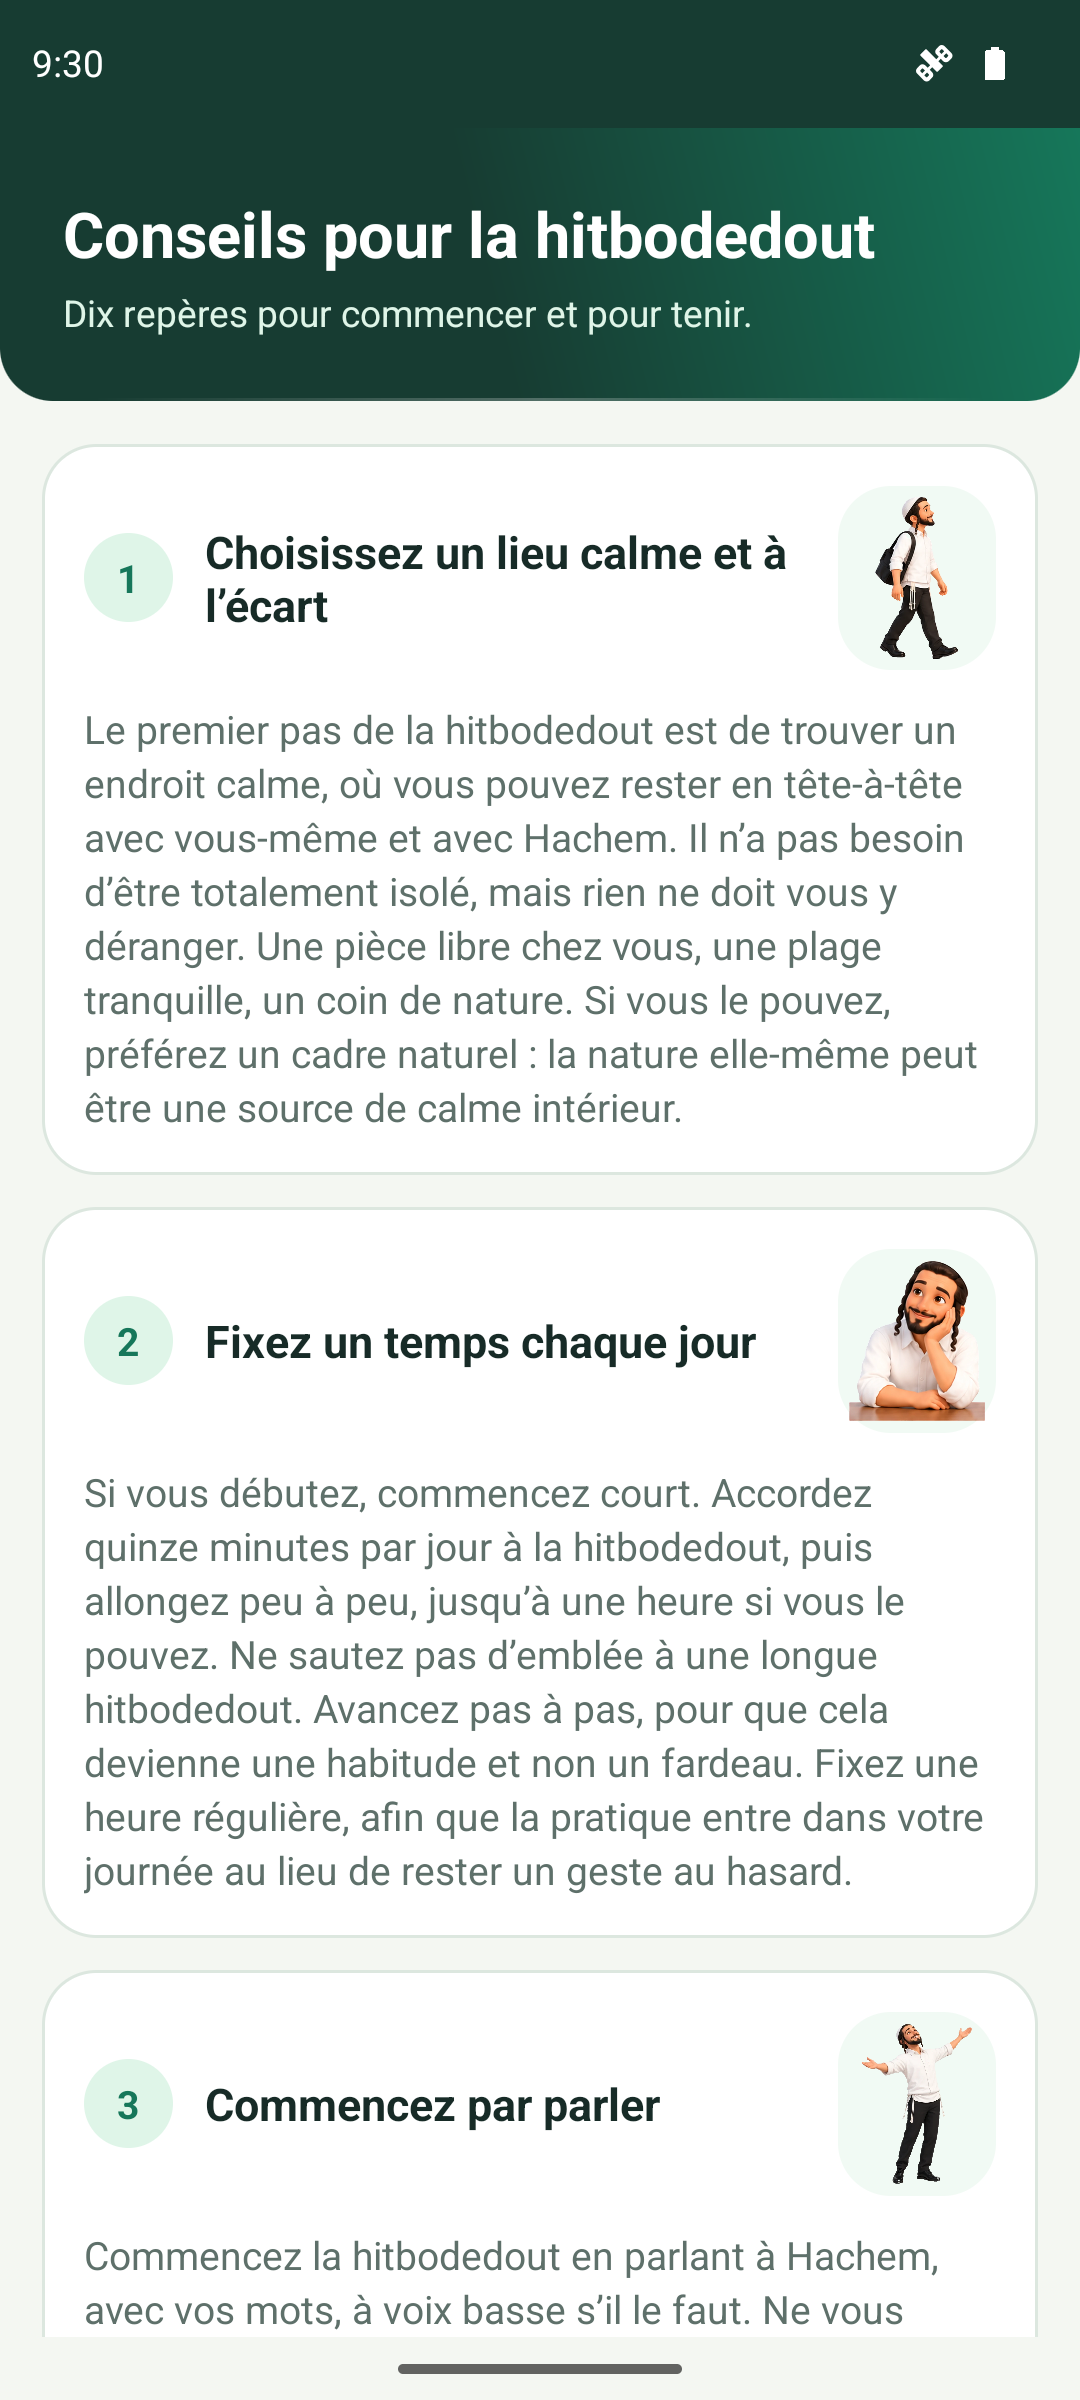 9:30
Conseils pour la hitbodedout
Dix repères pour commencer et pour tenir.
1
Choisissez un lieu calme et à
l’écart
Le premier pas de la hitbodedout est de trouver un
endroit calme, où vous pouvez rester en tête-à-tête
avec vous-même et avec Hachem. Il n’a pas besoin
d’être totalement isolé, mais rien ne doit vous y
déranger. Une pièce libre chez vous, une plage
tranquille, un coin de nature. Si vous le pouvez,
préférez un cadre naturel : la nature elle-même peut
être une source de calme intérieur.
2
Fixez un temps chaque jour
Si vous débutez, commencez court. Accordez
quinze minutes par jour à la hitbodedout, puis
allongez peu à peu, jusqu’à une heure si vous le
pouvez. Ne sautez pas d’emblée à une longue
hitbodedout. Avancez pas à pas, pour que cela
devienne une habitude et non un fardeau. Fixez une
heure régulière, afin que la pratique entre dans votre
journée au lieu de rester un geste au hasard.
3
Commencez par parler
Commencez la hitbodedout en parlant à Hachem,
avec vos mots, à voix basse s’il le faut. Ne vous